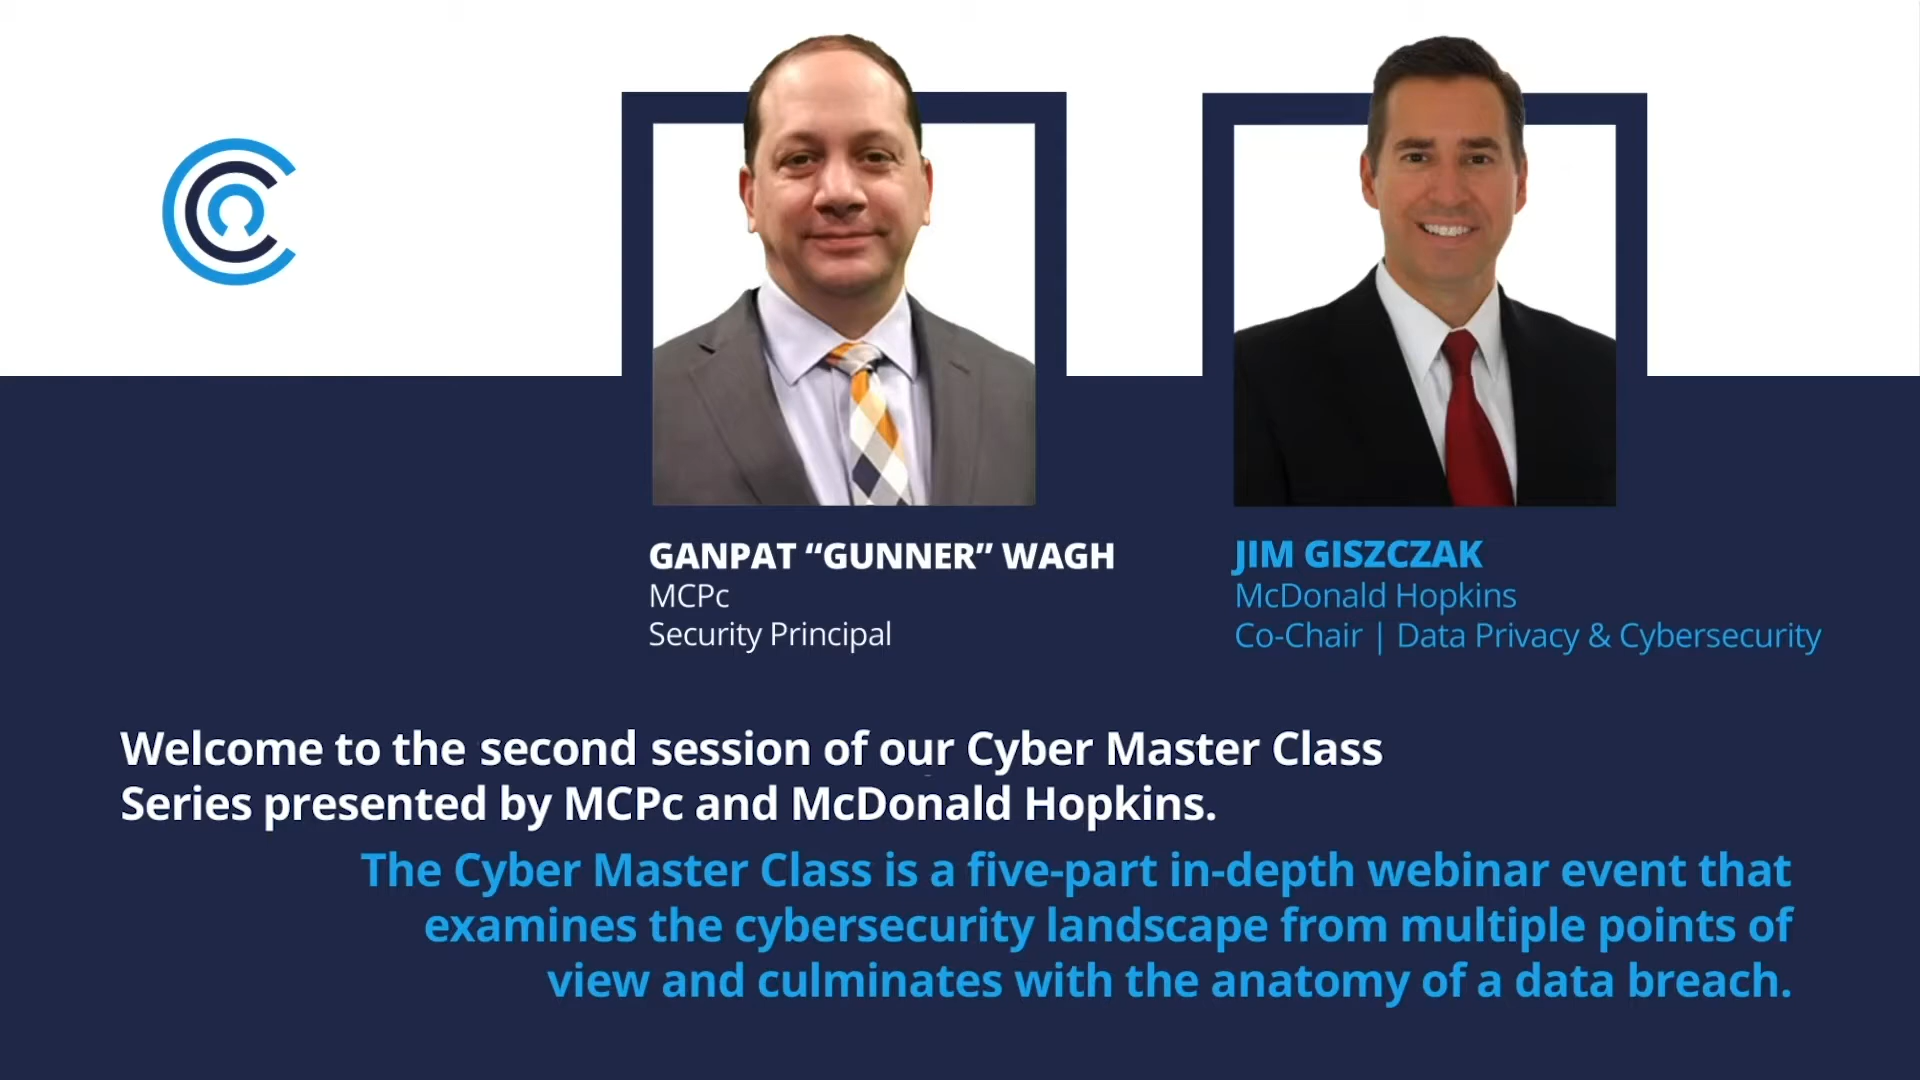 GANPAT “GUNNER” WAGH
MCPc
Security Principal
JIM GISZCZAK
McDonald Hopkins
Co-Chair | Data Privacy & Cybersecurity
Welcome to the second session of our Cyber Master Class
Series presented by MCPc and McDonald Hopkins.
The Cyber Master Class is a five-part in-depth webinar event that
examines the cybersecurity landscape from multiple points of
view and culminates with the anatomy of a data breach.